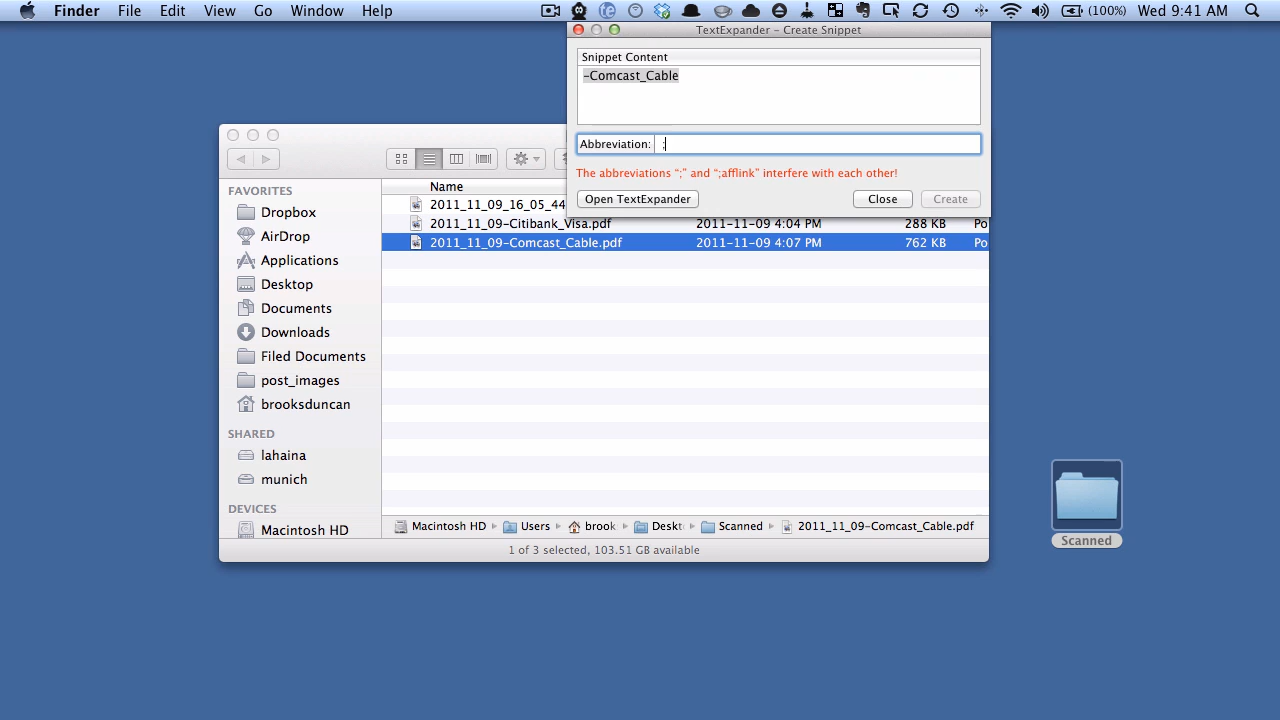 Finder File Edit View Go Window Help (100%) Wed 9:41 AM
TextExpander – Create Snippet
Snippet Content
-Comcast_Cable
Abbreviation: ;
The abbreviations “;” and “;afflink” interfere with each other!
Open TextExpander Close Create
FAVORITES
Dropbox
AirDrop
Applications
Desktop
Documents
Downloads
Filed Documents
post_images
brooksduncan
SHARED
lahaina
munich
DEVICES
Macintosh HD
Name
2011_11_09_16_05_44
2011_11_09-Citibank_Visa.pdf 2011-11-09 4:04 PM 288 KB Po
2011_11_09-Comcast_Cable.pdf 2011-11-09 4:07 PM 762 KB Po
Macintosh HD Users brook Deskt Scanned 2011_11_09-Comcast_Cable.pdf
1 of 3 selected, 103.51 GB available
Scanned